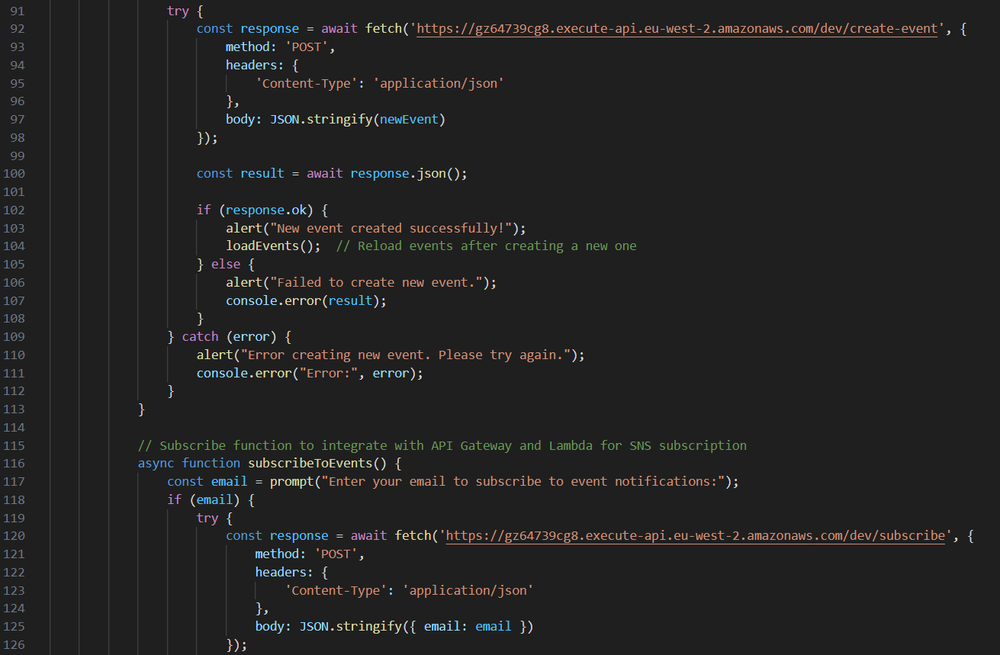 91 try {
92 const response = await fetch('https://gz64739cg8.execute-api.eu-west-2.amazonaws.com/dev/create-event', {
93 method: 'POST',
94 headers: {
95 'Content-Type': 'application/json'
96 },
97 body: JSON.stringify(newEvent)
98 });
99
100 const result = await response.json();
101
102 if (response.ok) {
103 alert("New event created successfully!");
104 loadEvents(); // Reload events after creating a new one
105 } else {
106 alert("Failed to create new event.");
107 console.error(result);
108 }
109 } catch (error) {
110 alert("Error creating new event. Please try again.");
111 console.error("Error:", error);
112 }
113 }
114
115 // Subscribe function to integrate with API Gateway and Lambda for SNS subscription
116 async function subscribeToEvents() {
117 const email = prompt("Enter your email to subscribe to event notifications:");
118 if (email) {
119 try {
120 const response = await fetch('https://gz64739cg8.execute-api.eu-west-2.amazonaws.com/dev/subscribe', {
121 method: 'POST',
122 headers: {
123 'Content-Type': 'application/json'
124 },
125 body: JSON.stringify({ email: email })
126 });